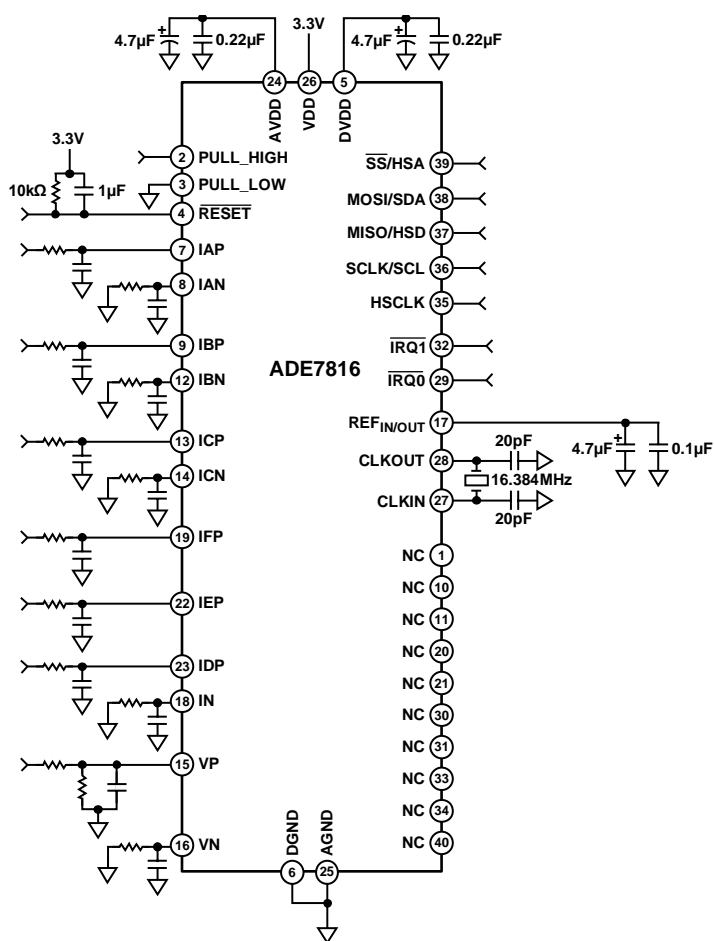 3.3V
4.7µF + 0.22µF
4.7µF + 0.22µF
24 26 5
AVDD VDD DVDD
3.3V
10kΩ 1µF
2 PULL_HIGH
3 PULL_LOW
4 RESET
7 IAP
8 IAN
9 IBP
12 IBN
13 ICP
14 ICN
19 IFP
22 IEP
23 IDP
18 IN
15 VP
16 VN
ADE7816
SS/HSA 39
MOSI/SDA 38
MISO/HSD 37
SCLK/SCL 36
HSCLK 35
IRQ1 32
IRQ0 29
REFIN/OUT 17
4.7µF + 0.1µF
20pF
CLKOUT 28
16.384MHz
CLKIN 27
20pF
NC 1
NC 10
NC 11
NC 20
NC 21
NC 30
NC 31
NC 33
NC 34
NC 40
DGND AGND
6 25